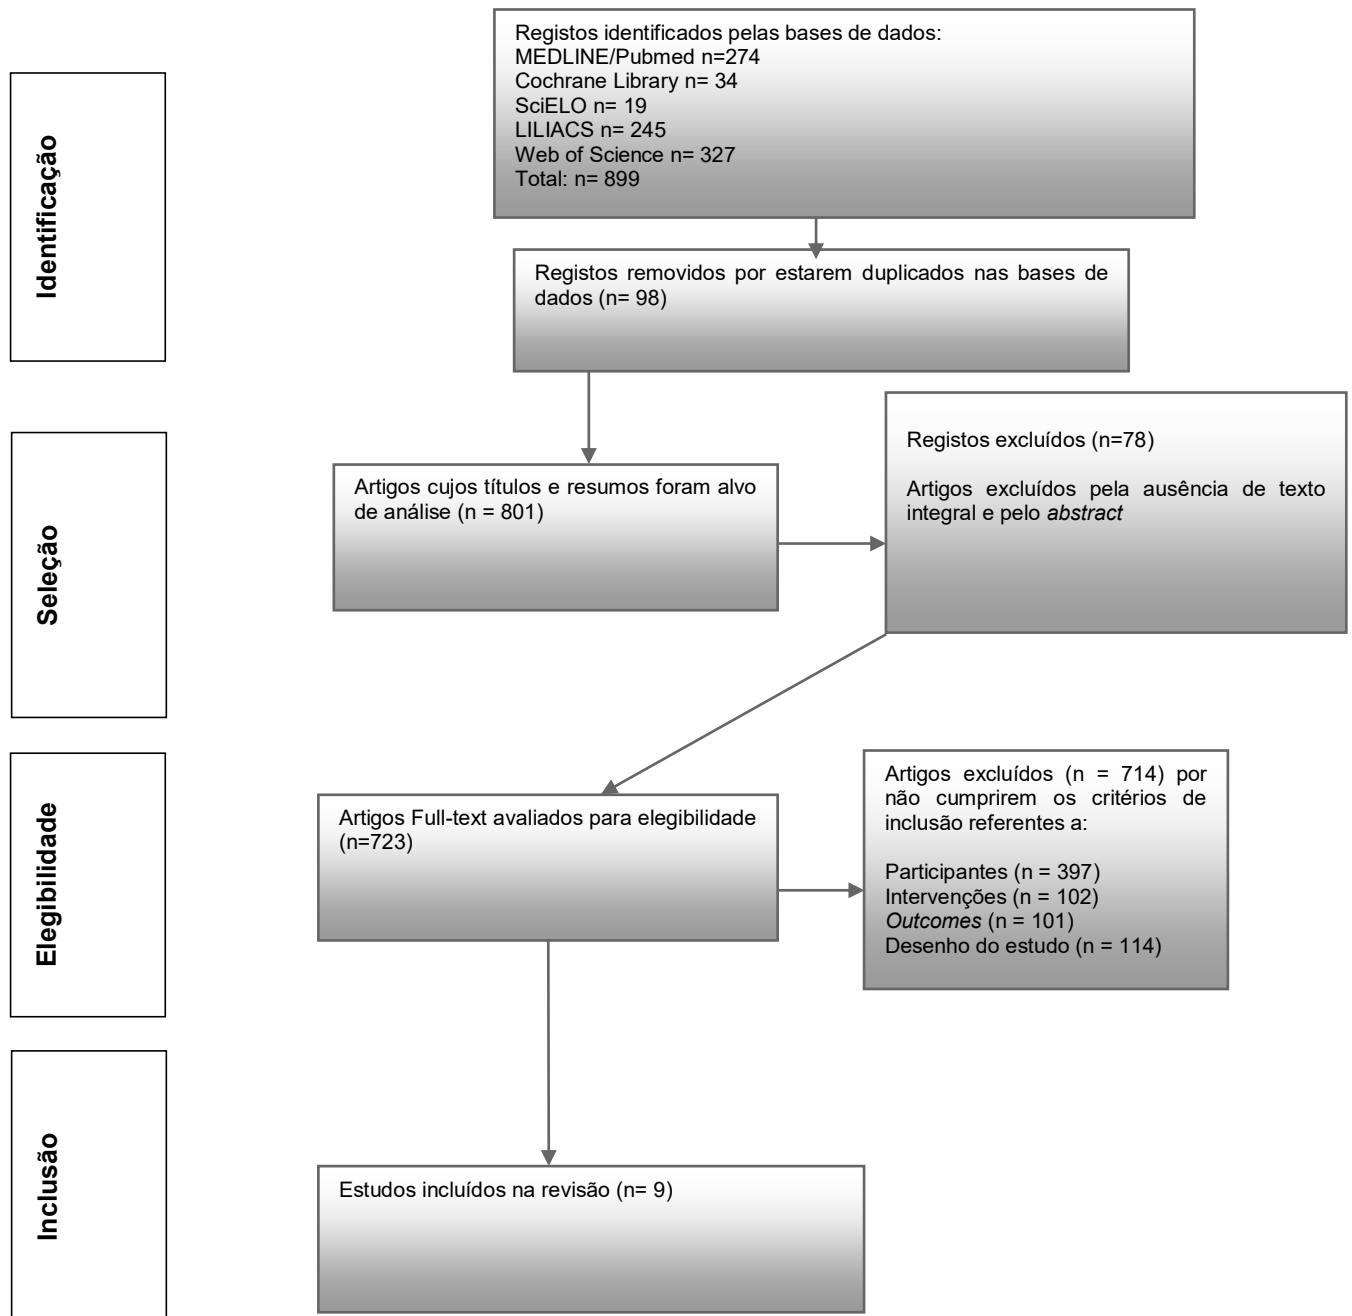 Identificação
Registos identificados pelas bases de dados:
MEDLINE/Pubmed n=274
Cochrane Library n= 34
SciELO n= 19
LILIACS n= 245
Web of Science n= 327
Total: n= 899
Registos removidos por estarem duplicados nas bases de
dados (n= 98)
Seleção
Artigos cujos títulos e resumos foram alvo
de análise (n = 801)
Registos excluídos (n=78)
Artigos excluídos pela ausência de texto
integral e pelo abstract
Elegibilidade
Artigos Full-text avaliados para elegibilidade
(n=723)
Artigos excluídos (n = 714) por
não cumprirem os critérios de
inclusão referentes a:
Participantes (n = 397)
Intervenções (n = 102)
Outcomes (n = 101)
Desenho do estudo (n = 114)
Inclusão
Estudos incluídos na revisão (n= 9)